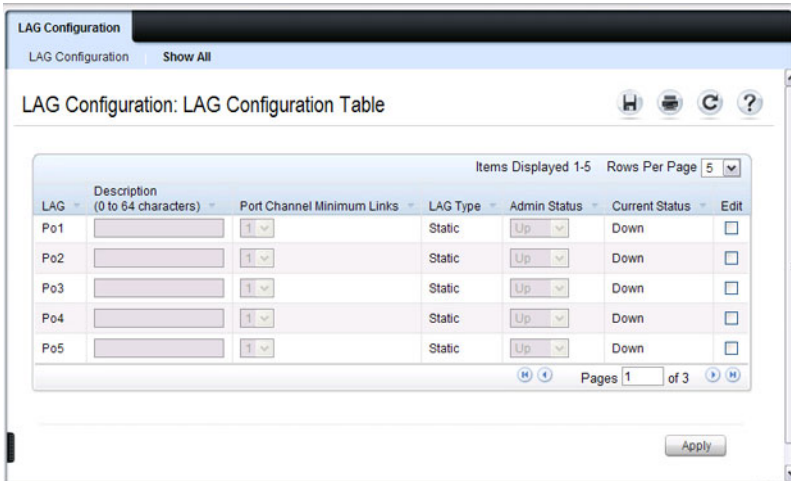 LAG Configuration
LAG Configuration Show All
LAG Configuration: LAG Configuration Table
Items Displayed 1-5 Rows Per Page 5
LAG Description (0 to 64 characters) Port Channel Minimum Links LAG Type Admin Status Current Status Edit
Po1 1 Static Up Down
Po2 1 Static Up Down
Po3 1 Static Up Down
Po4 1 Static Up Down
Po5 1 Static Up Down
Pages 1 of 3
Apply